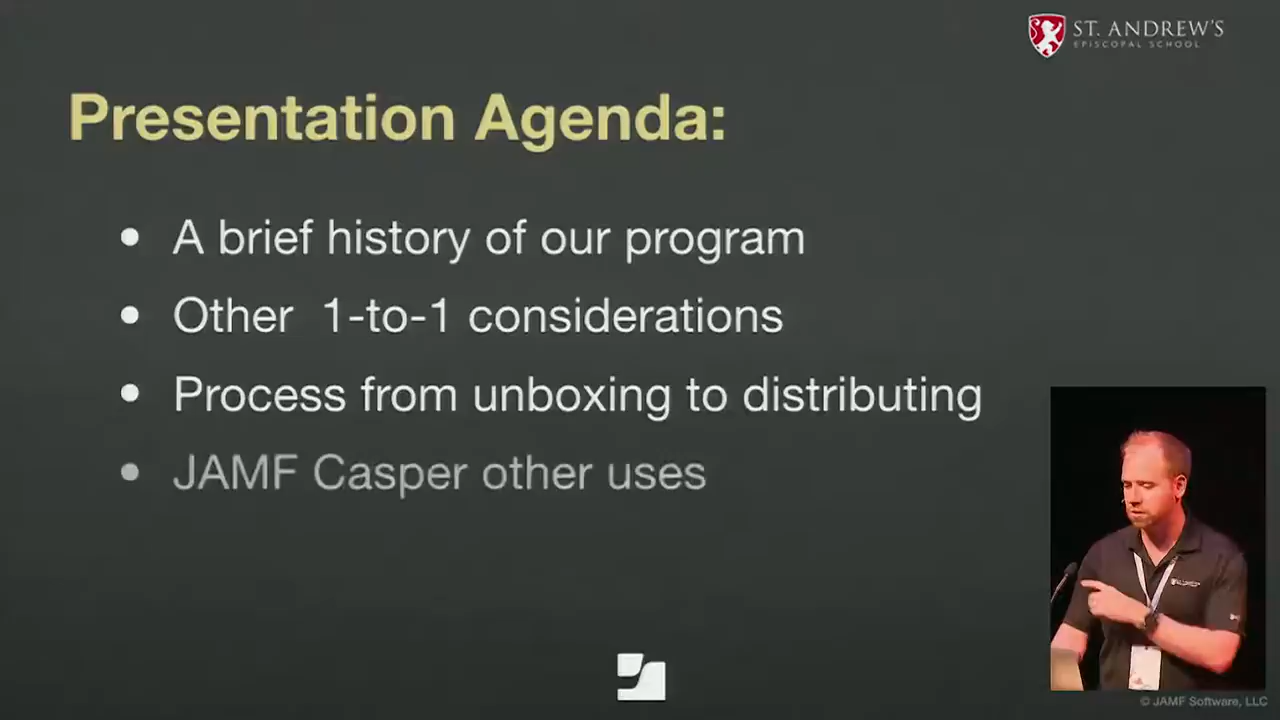 ST. ANDREW'S
EPISCOPAL SCHOOL
Presentation Agenda:
• A brief history of our program
• Other 1-to-1 considerations
• Process from unboxing to distributing
• JAMF Casper other uses
© JAMF Software, LLC